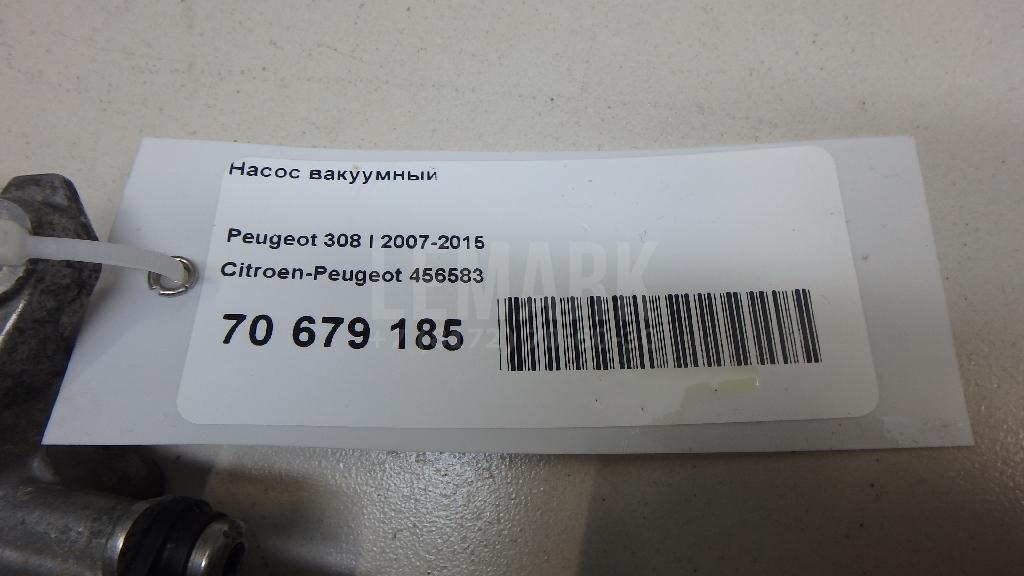 Насос вакуумный
Peugeot 308 I 2007-2015
Citroen-Peugeot 456583
LEMARK
70 679 185